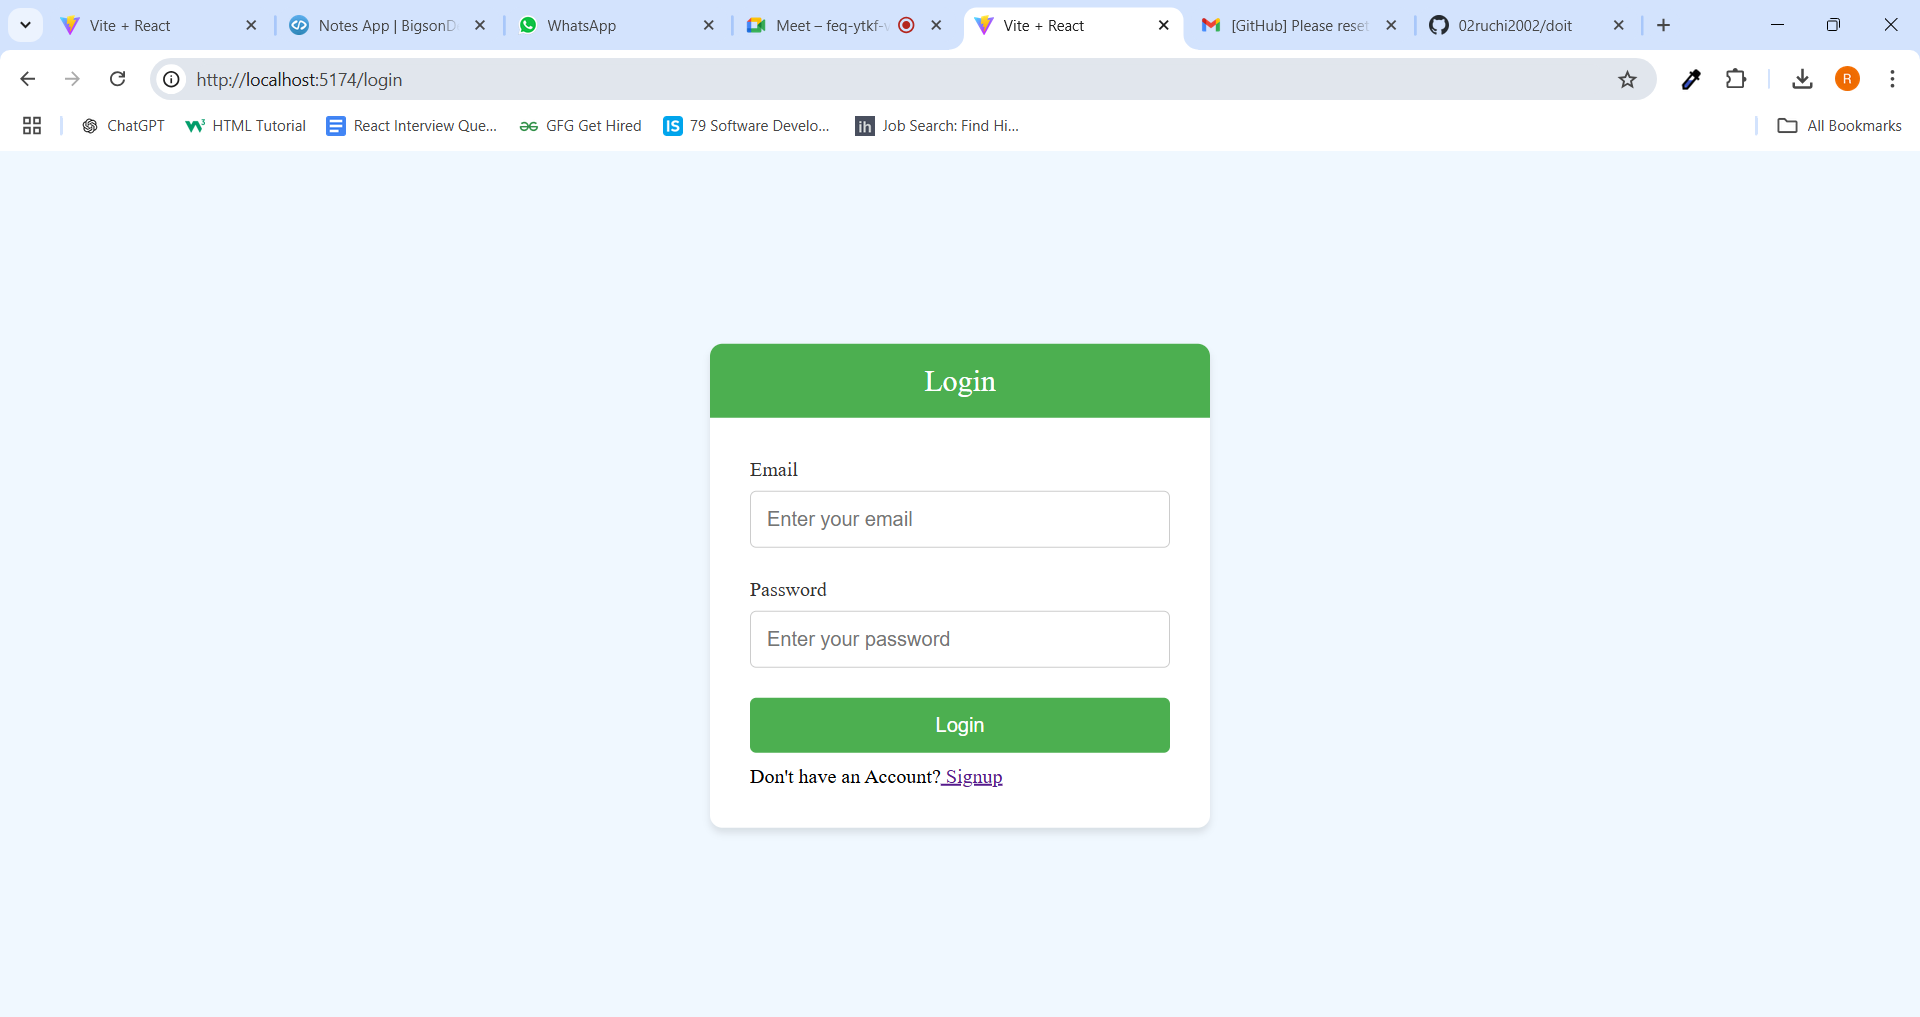 Vite + React
Notes App | BigsonD
WhatsApp
Meet – feq-ytkf-v
Vite + React
[GitHub] Please reset
02ruchi2002/doit
http://localhost:5174/login
R
ChatGPT
HTML Tutorial
React Interview Que...
GFG Get Hired
IS 79 Software Develo...
ih Job Search: Find Hi...
All Bookmarks
Login
Email
Enter your email
Password
Enter your password
Login
Don't have an Account? Signup